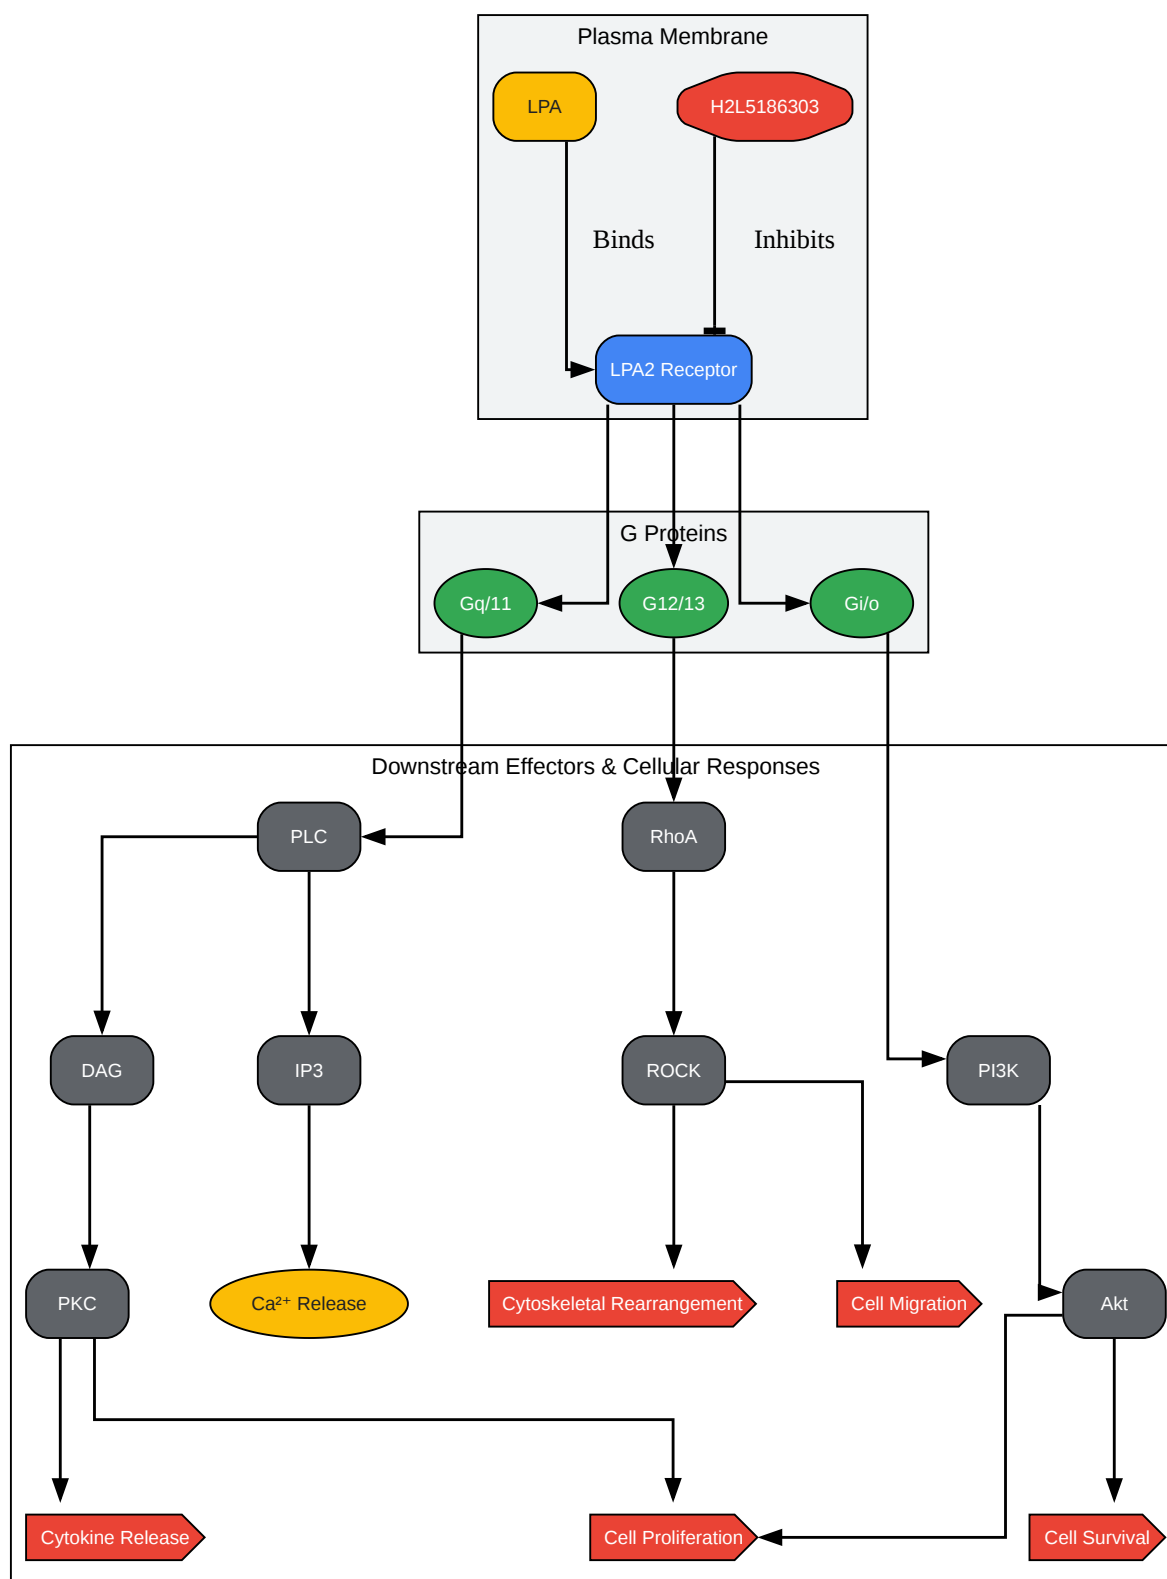 Plasma Membrane
LPA
H2L5186303
Binds
Inhibits
LPA2 Receptor
G Proteins
Gq/11
G12/13
Gi/o
Downstream Effectors & Cellular Responses
PLC
RhoA
DAG
IP3
ROCK
PI3K
PKC
Ca²⁺ Release
Cytoskeletal Rearrangement
Cell Migration
Akt
Cytokine Release
Cell Proliferation
Cell Survival